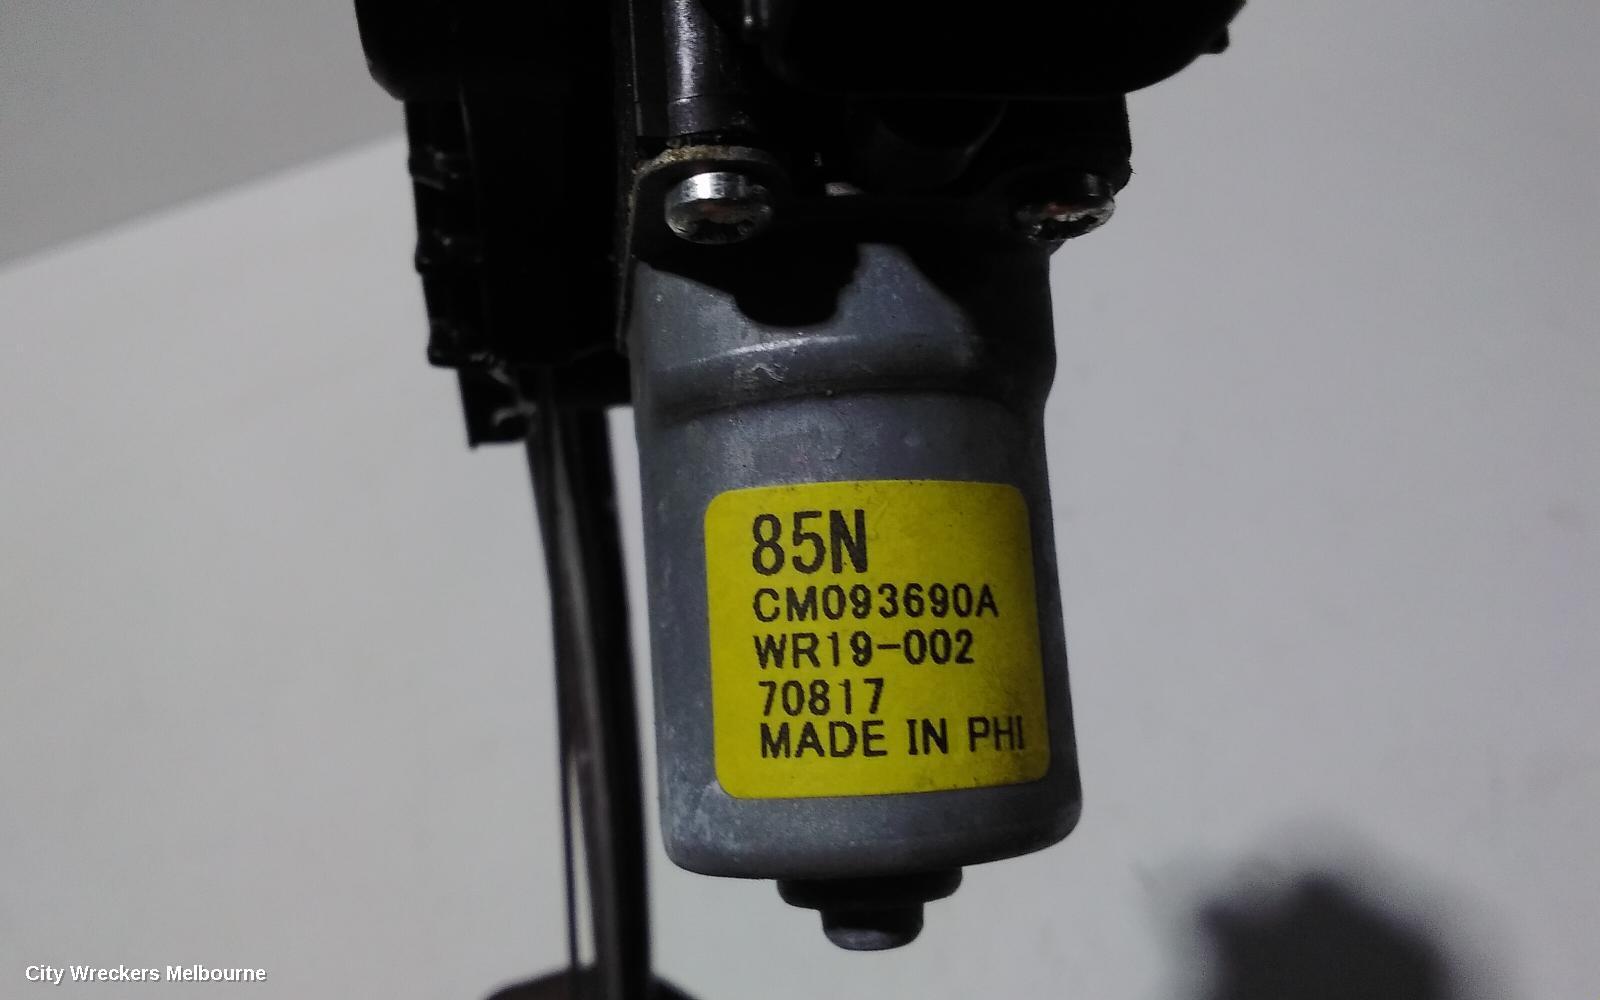 85N
CM093690A
WR19-002
70817
MADE IN PHI
City Wreckers Melbourne